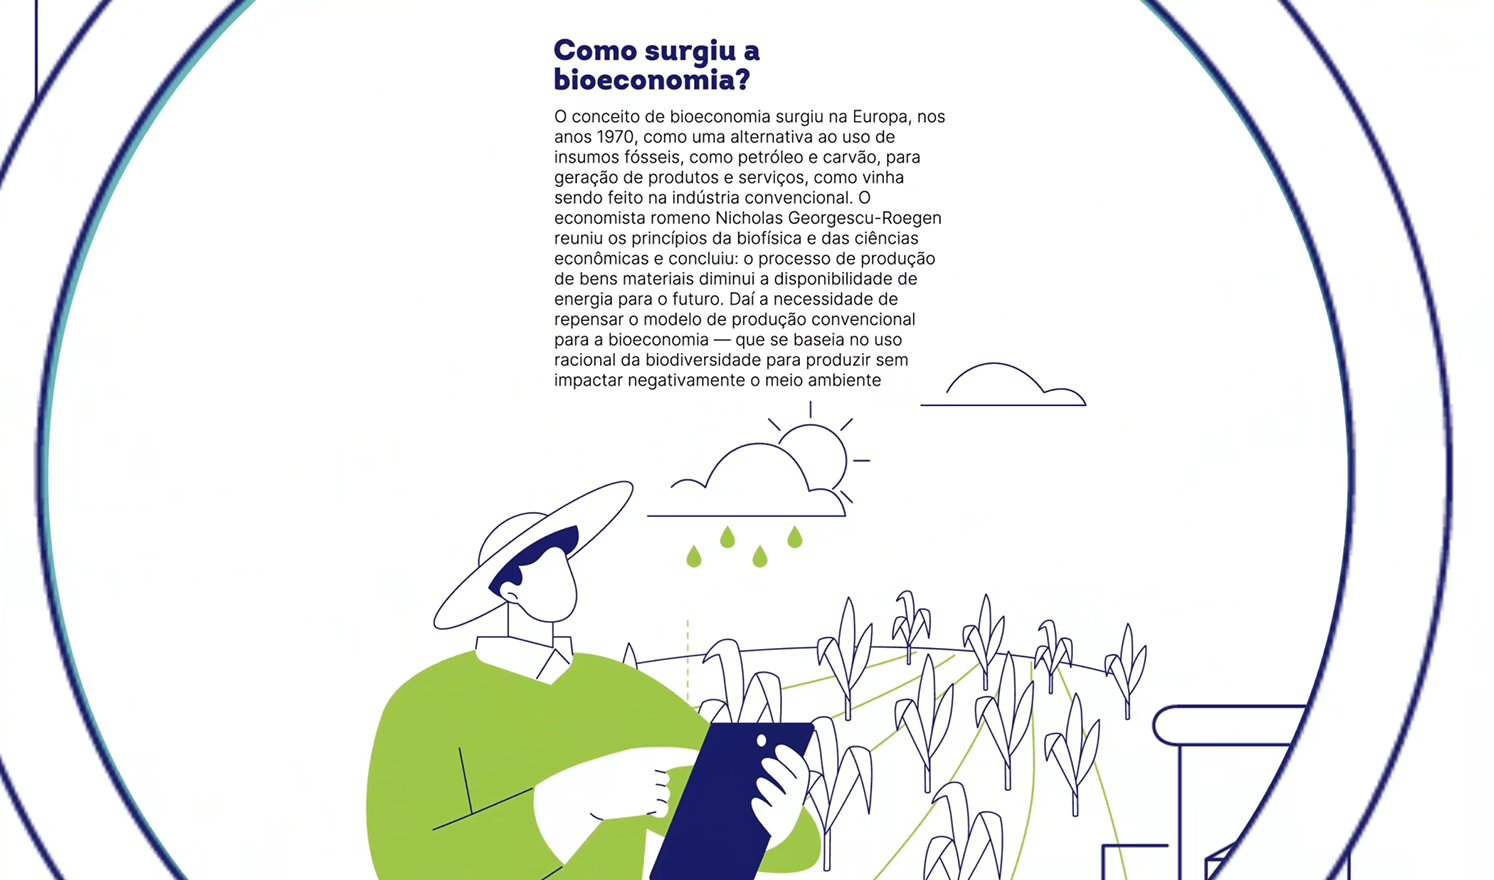 Como surgiu a
bioeconomia?
O conceito de bioeconomia surgiu na Europa, nos
anos 1970, como uma alternativa ao uso de
insumos fósseis, como petróleo e carvão, para
geração de produtos e serviços, como vinha
sendo feito na indústria convencional. O
economista romeno Nicholas Georgescu-Roegen
reuniu os princípios da biofísica e das ciências
econômicas e concluiu: o processo de produção
de bens materiais diminui a disponibilidade de
energia para o futuro. Daí a necessidade de
repensar o modelo de produção convencional
para a bioeconomia — que se baseia no uso
racional da biodiversidade para produzir sem
impactar negativamente o meio ambiente